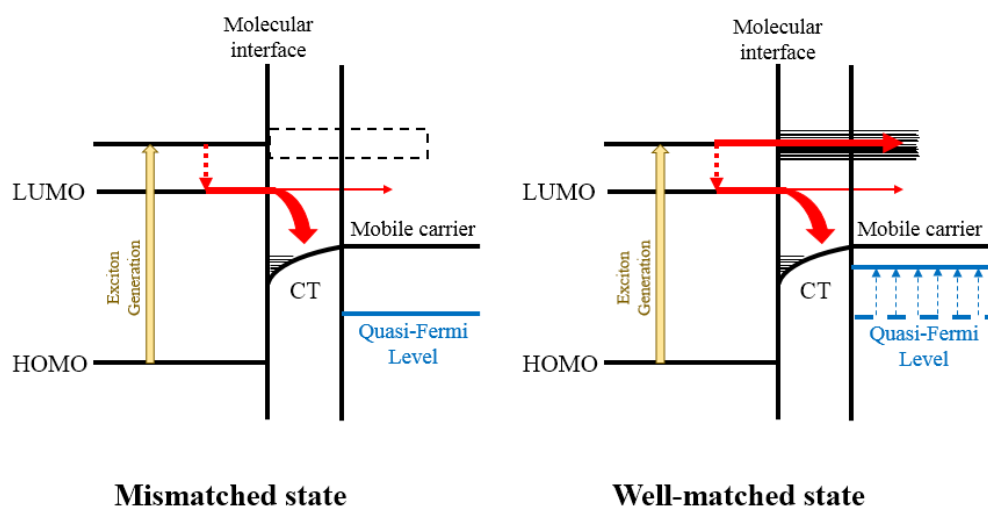 Molecular
interface
LUMO
Exciton
Generation
Mobile carrier
CT
Quasi-Fermi
Level
HOMO
Mismatched state
Molecular
interface
LUMO
Exciton
Generation
Mobile carrier
CT
Quasi-Fermi
Level
HOMO
Well-matched state